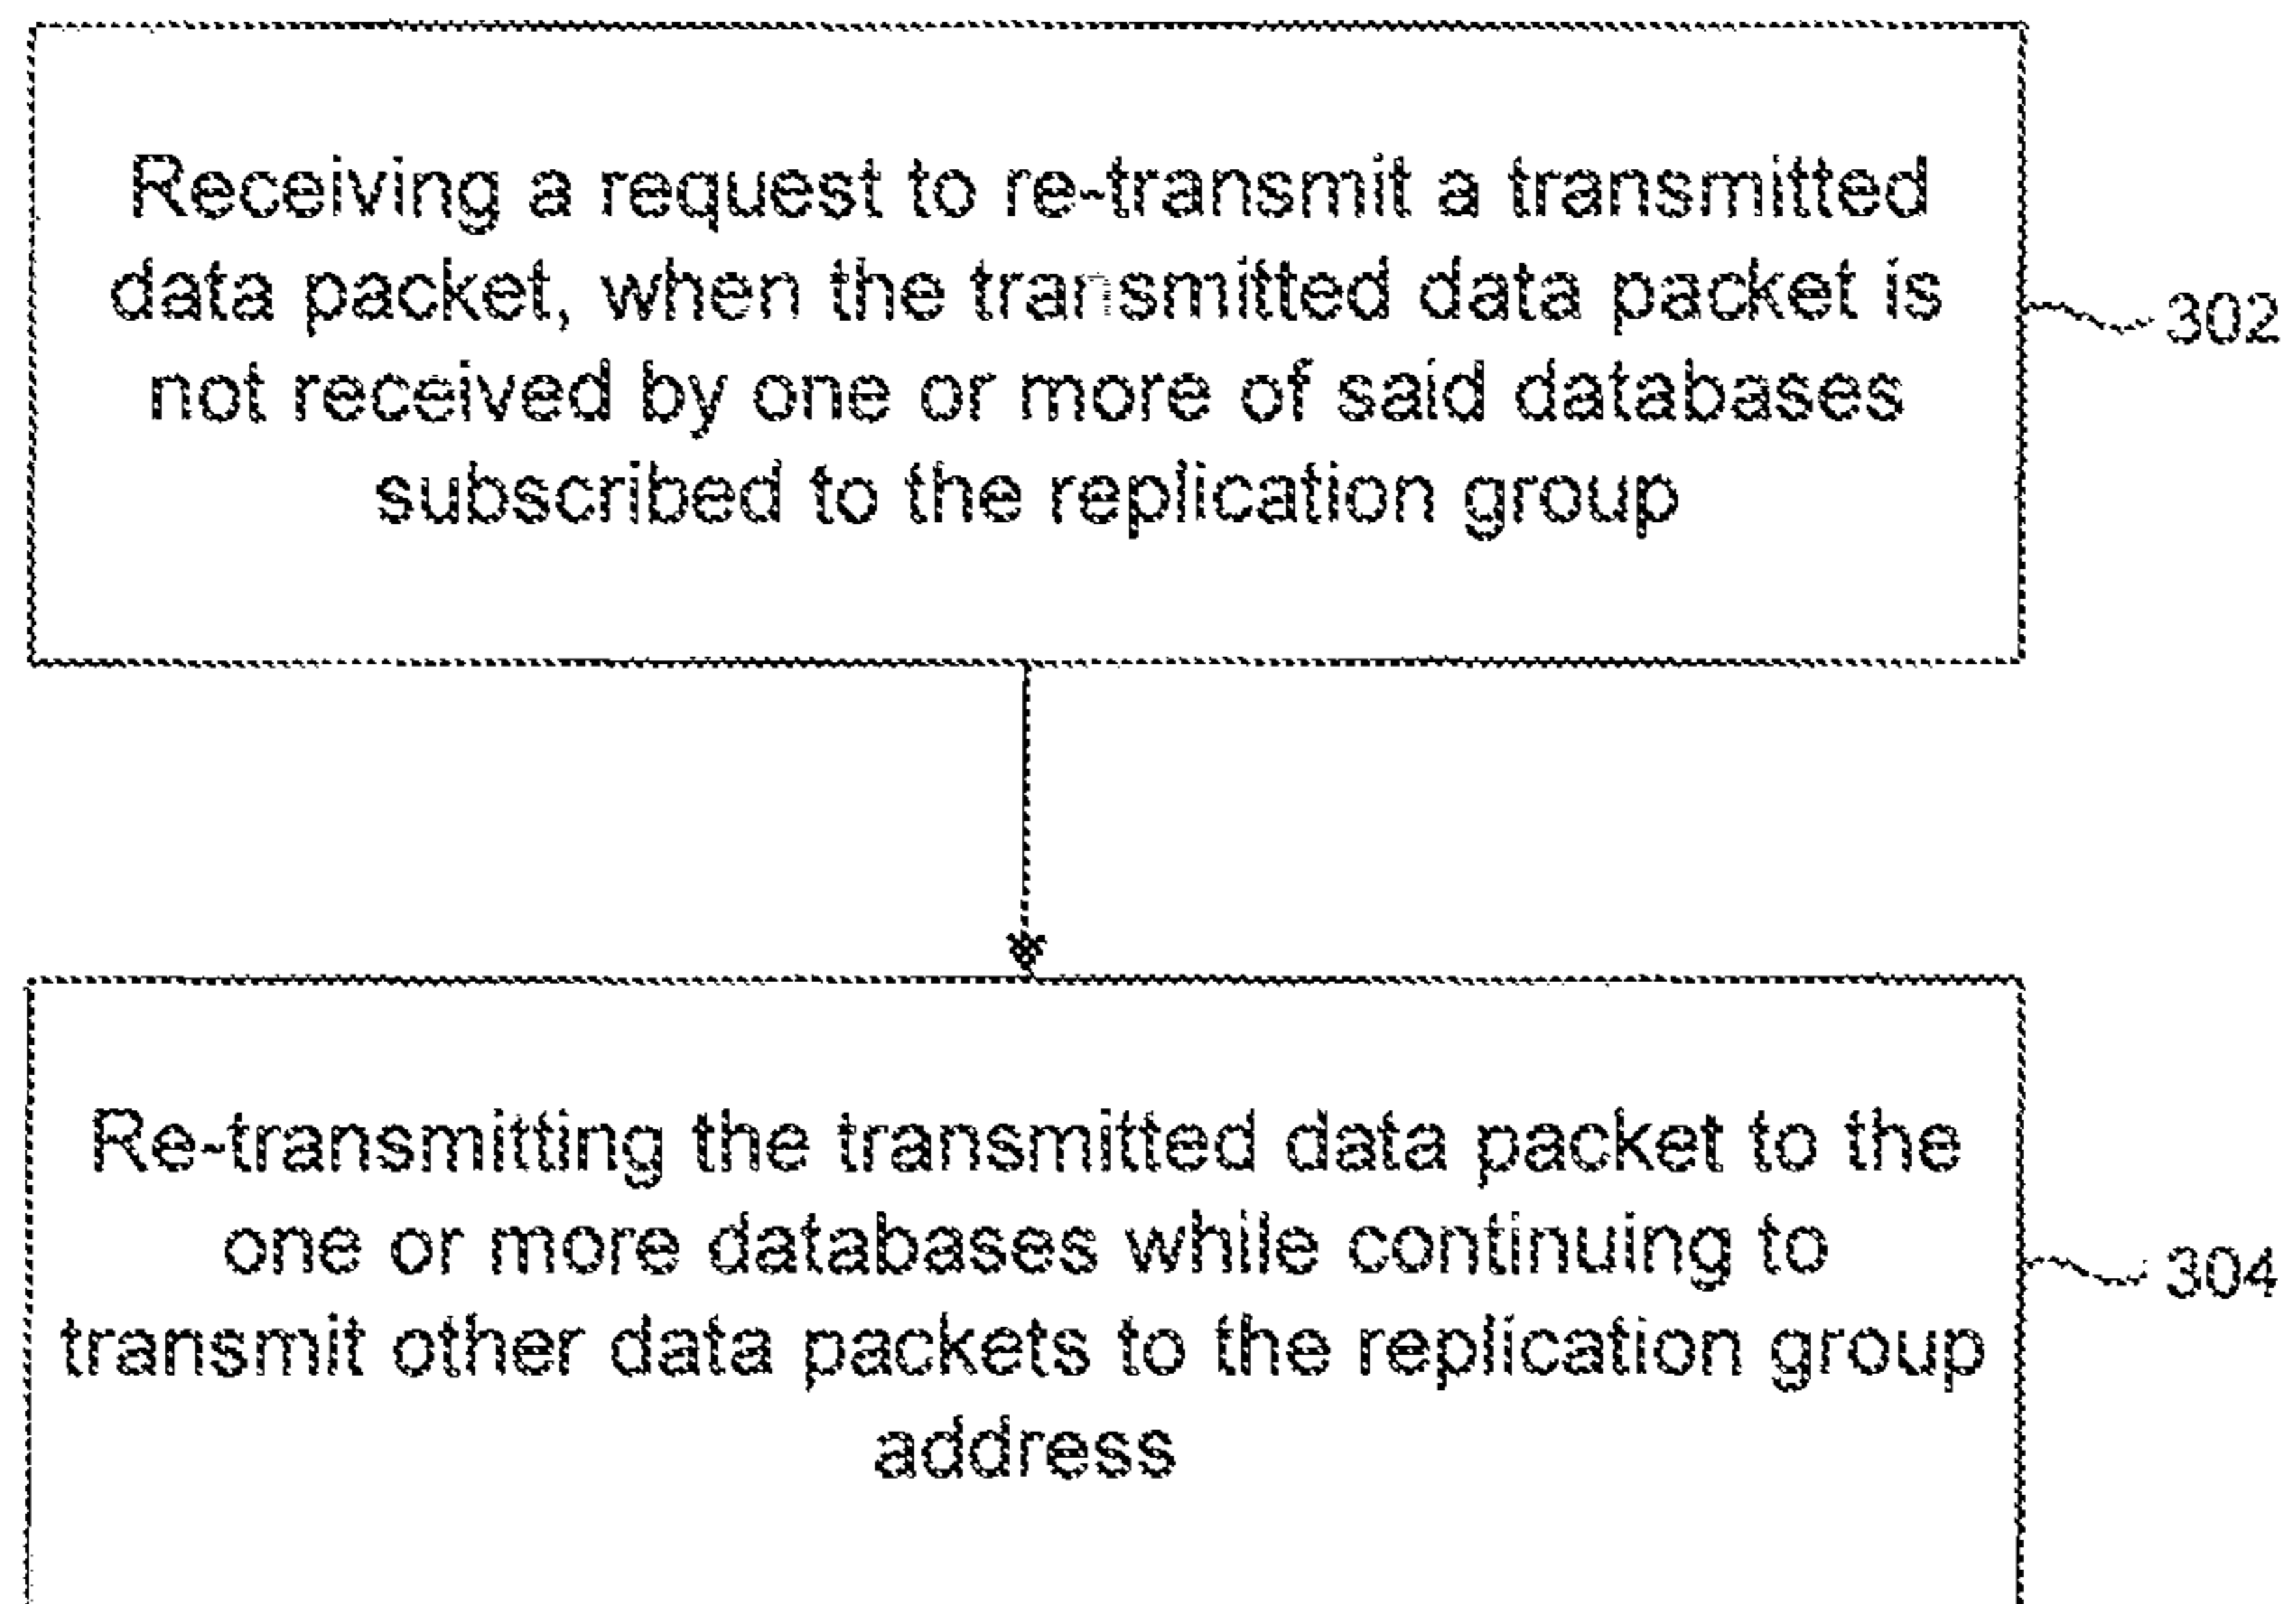 Receiving a request to re-transmit a transmitted
data packet, when the transmitted data packet is
not received by one or more of said databases
subscribed to the replication group
302
Re-transmitting the transmitted data packet to the
one or more databases while continuing to
transmit other data packets to the replication group
address
304